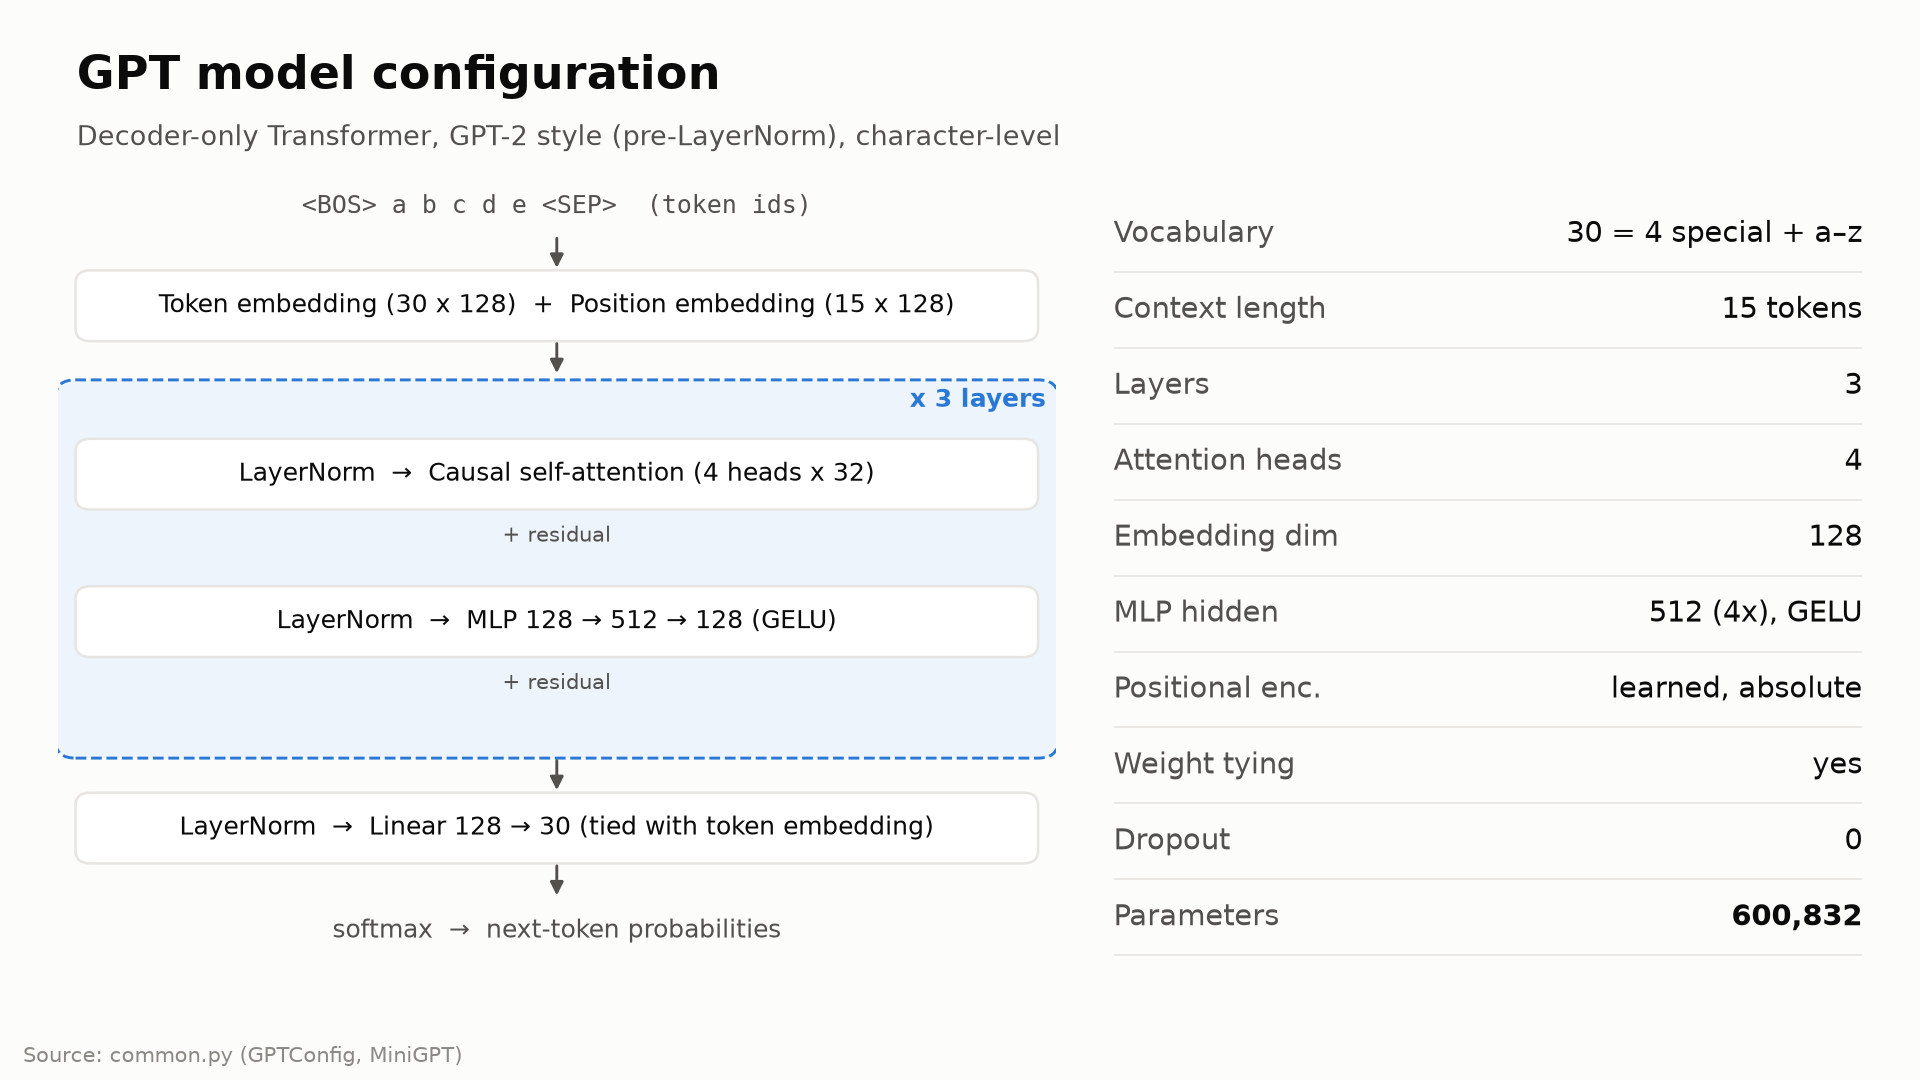 GPT model configuration
Decoder-only Transformer, GPT-2 style (pre-LayerNorm), character-level
<BOS> a b c d e <SEP>  (token ids)
Token embedding (30 x 128)  +  Position embedding (15 x 128)
x 3 layers
LayerNorm  →  Causal self-attention (4 heads x 32)
+ residual
LayerNorm  →  MLP 128 → 512 → 128 (GELU)
+ residual
LayerNorm  →  Linear 128 → 30 (tied with token embedding)
softmax  →  next-token probabilities
Vocabulary 30 = 4 special + a–z
Context length 15 tokens
Layers 3
Attention heads 4
Embedding dim 128
MLP hidden 512 (4x), GELU
Positional enc. learned, absolute
Weight tying yes
Dropout 0
Parameters 600,832
Source: common.py (GPTConfig, MiniGPT)